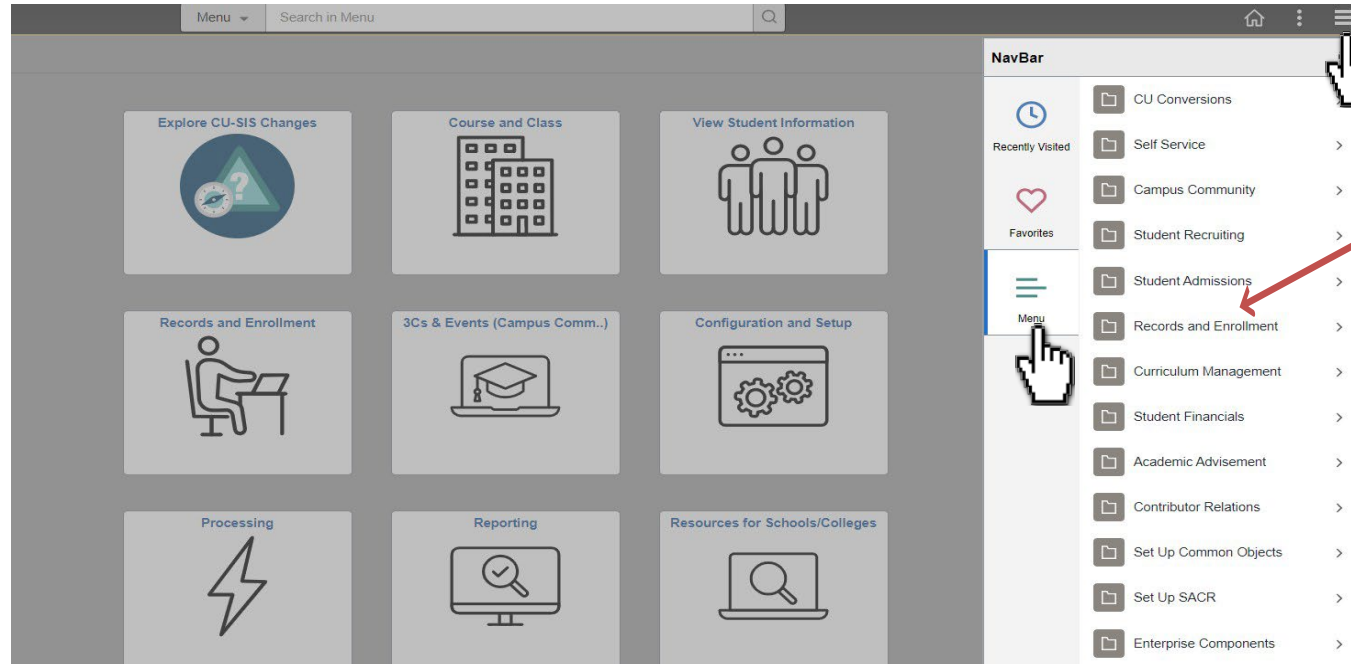 Menu
Search in Menu
NavBar
Explore CU-SIS Changes
?
Course and Class
View Student Information
Records and Enrollment
3Cs & Events (Campus Comm..)
Configuration and Setup
Processing
Reporting
Resources for Schools/Colleges
Recently Visited
Favorites
Menu
CU Conversions
Self Service
Campus Community
Student Recruiting
Student Admissions
Records and Enrollment
Curriculum Management
Student Financials
Academic Advisement
Contributor Relations
Set Up Common Objects
Set Up SACR
Enterprise Components